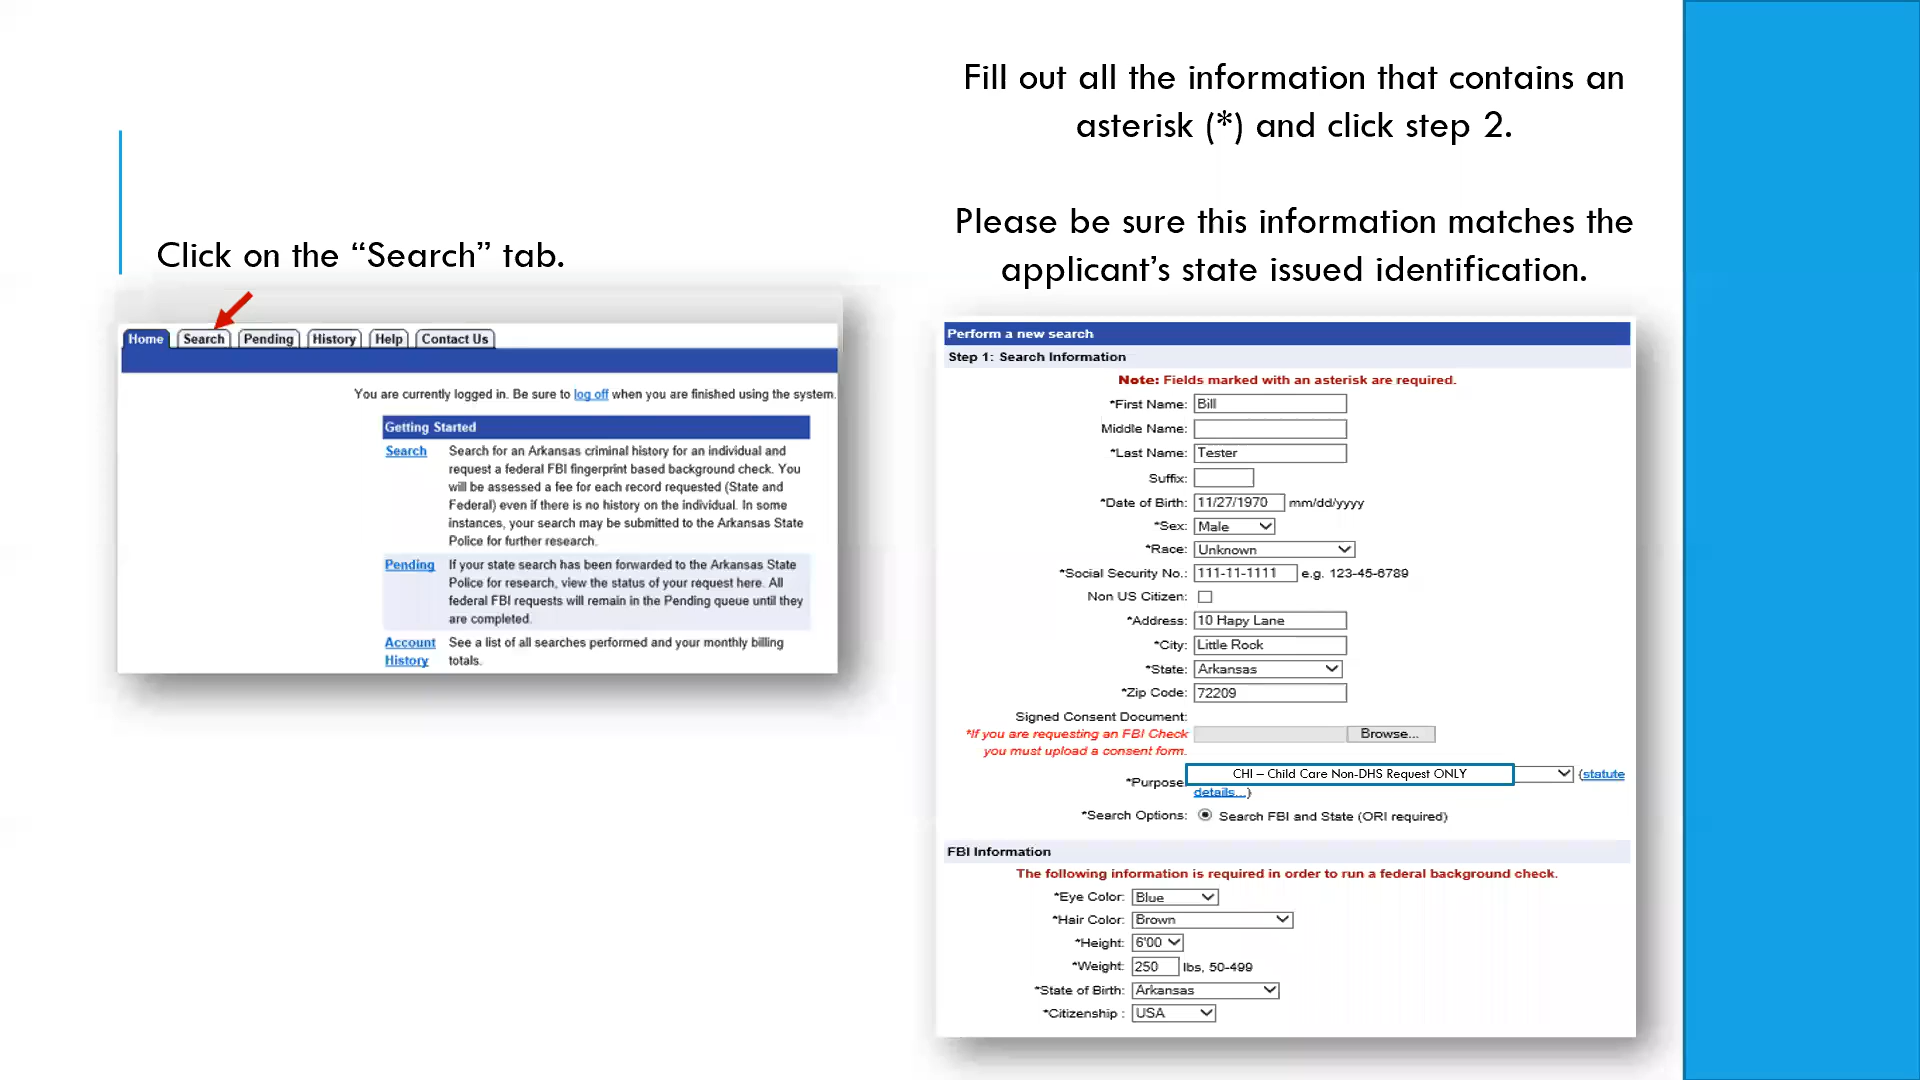 Click on the “Search” tab.
Home Search Pending History Help Contact Us
You are currently logged in. Be sure to log off when you are finished using the system.
Getting Started
Search Search for an Arkansas criminal history for an individual and
request a federal FBI fingerprint based background check. You
will be assessed a fee for each record requested (State and
Federal) even if there is no history on the individual. In some
instances, your search may be submitted to the Arkansas State
Police for further research.
Pending If your state search has been forwarded to the Arkansas State
Police for research, view the status of your request here. All
federal FBI requests will remain in the Pending queue until they
are completed.
Account See a list of all searches performed and your monthly billing
History totals.
Fill out all the information that contains an
asterisk (*) and click step 2.
Please be sure this information matches the
applicant’s state issued identification.
Perform a new search
Step 1: Search Information
Note: Fields marked with an asterisk are required.
*First Name: Bill
Middle Name:
*Last Name: Tester
Suffix:
*Date of Birth: 11/27/1970 mm/dd/yyyy
*Sex: Male
*Race: Unknown
*Social Security No.: 111-11-1111 e.g. 123-45-6789
Non US Citizen:
*Address: 10 Hapy Lane
*City: Little Rock
*State: Arkansas
*Zip Code: 72209
Signed Consent Document:
*If you are requesting an FBI Check Browse...
you must upload a consent form.
*Purpose CHI – Child Care Non-DHS Request ONLY (statute
details...)
*Search Options: Search FBI and State (ORI required)
FBI Information
The following information is required in order to run a federal background check.
*Eye Color: Blue
*Hair Color: Brown
*Height: 6'00
*Weight: 250 lbs, 50-499
*State of Birth: Arkansas
*Citizenship : USA